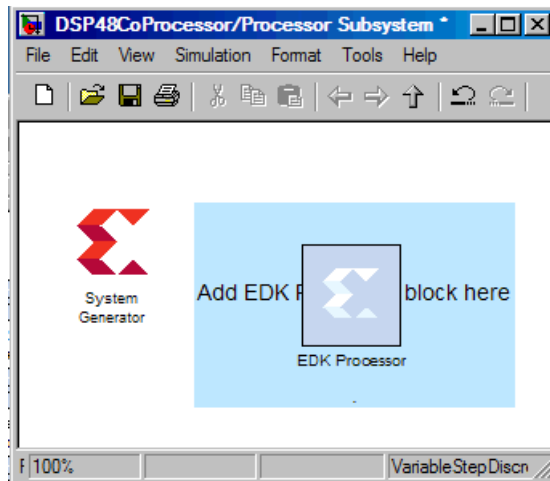 DSP48CoProcessor/Processor Subsystem *
File Edit View Simulation Format Tools Help
System
Generator
Add EDK block here
EDK Processor
100% VariableStepDiscr